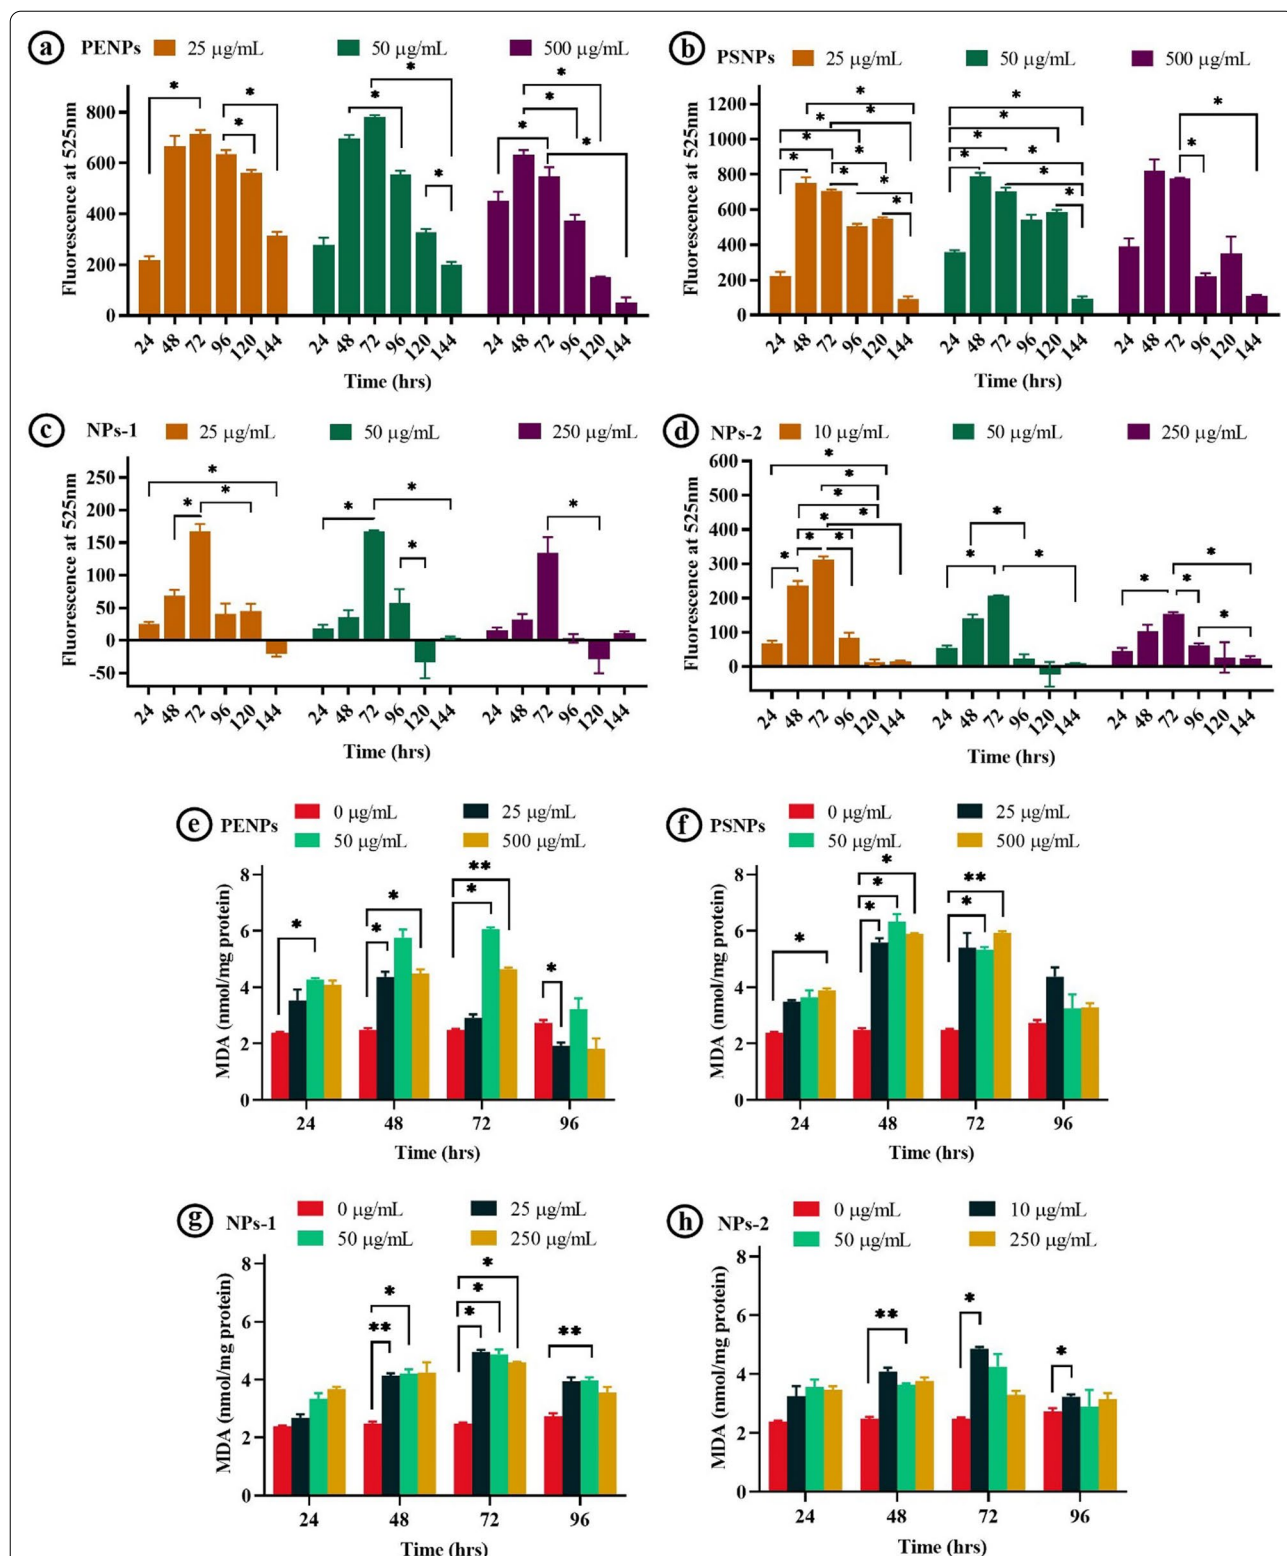 a PENPs 25 µg/mL 50 µg/mL 500 µg/mL
* * * * * * * * * * *
Fluorescence at 525nm
800
600
400
200
0
24 48 72 96 120 144 24 48 72 96 120 144 24 48 72 96 120 144
Time (hrs)
b PSNPs 25 µg/mL 50 µg/mL 500 µg/mL
Fluorescence at 525nm
1200
1000
800
600
400
200
0
24 48 72 96 120 144 24 48 72 96 120 144 24 48 72 96 120 144
Time (hrs)
c NPs-1 25 µg/mL 50 µg/mL 250 µg/mL
Fluorescence at 525nm
250
200
150
100
50
0
-50
24 48 72 96 120 144 24 48 72 96 120 144 24 48 72 96 120 144
Time (hrs)
d NPs-2 10 µg/mL 50 µg/mL 250 µg/mL
Fluorescence at 525nm
600
500
400
300
200
100
0
24 48 72 96 120 144 24 48 72 96 120 144 24 48 72 96 120 144
Time (hrs)
e PENPs 0 µg/mL 25 µg/mL
50 µg/mL 500 µg/mL
MDA (nmol/mg protein)
8
6
4
2
0
* * * ** * *
24 48 72 96
Time (hrs)
f PSNPs 0 µg/mL 25 µg/mL
50 µg/mL 500 µg/mL
MDA (nmol/mg protein)
8
6
4
2
0
* * * * ** *
24 48 72 96
Time (hrs)
g NPs-1 0 µg/mL 25 µg/mL
50 µg/mL 250 µg/mL
MDA (nmol/mg protein)
8
6
4
2
0
* ** * * * **
24 48 72 96
Time (hrs)
h NPs-2 0 µg/mL 10 µg/mL
50 µg/mL 250 µg/mL
MDA (nmol/mg protein)
8
6
4
2
0
** * *
24 48 72 96
Time (hrs)